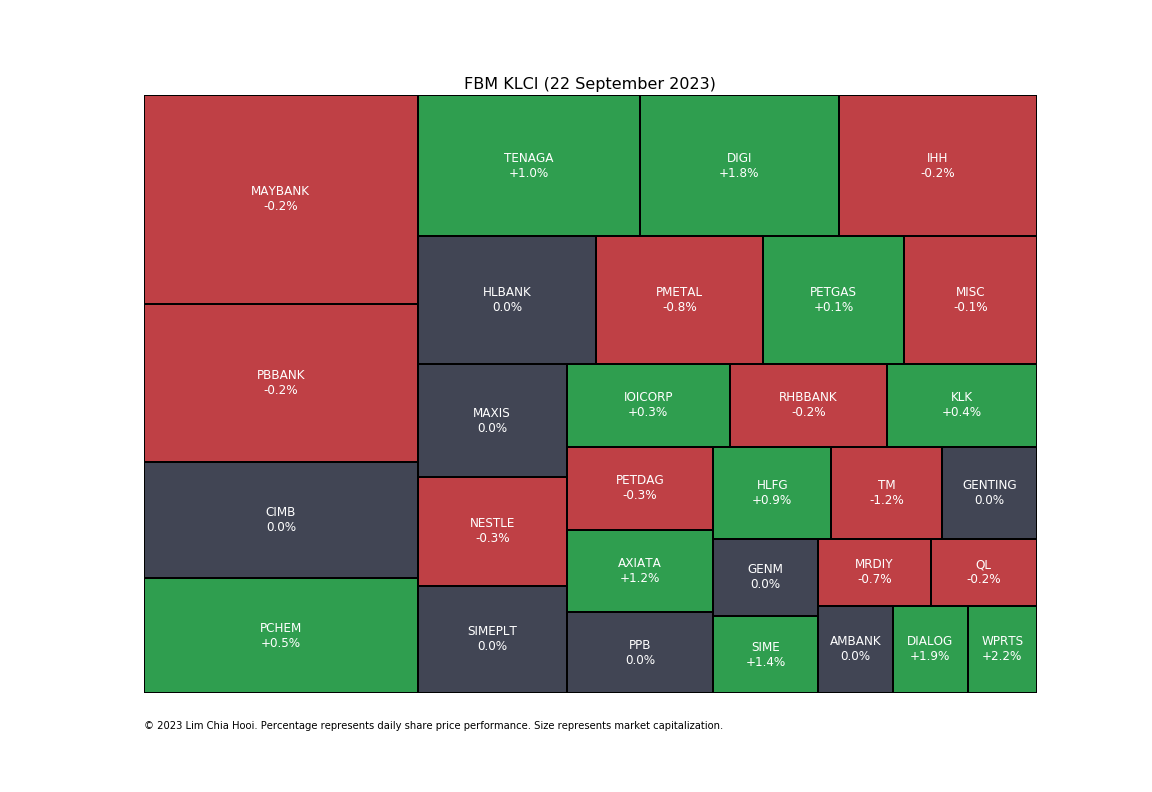 FBM KLCI (22 September 2023)
MAYBANK
-0.2%
PBBANK
-0.2%
CIMB
0.0%
PCHEM
+0.5%
TENAGA
+1.0%
DIGI
+1.8%
IHH
-0.2%
HLBANK
0.0%
PMETAL
-0.8%
PETGAS
+0.1%
MISC
-0.1%
MAXIS
0.0%
NESTLE
-0.3%
SIMEPLT
0.0%
IOICORP
+0.3%
RHBBANK
-0.2%
KLK
+0.4%
PETDAG
-0.3%
AXIATA
+1.2%
PPB
0.0%
HLFG
+0.9%
TM
-1.2%
GENTING
0.0%
GENM
0.0%
SIME
+1.4%
MRDIY
-0.7%
QL
-0.2%
AMBANK
0.0%
DIALOG
+1.9%
WPRTS
+2.2%
© 2023 Lim Chia Hooi. Percentage represents daily share price performance. Size represents market capitalization.